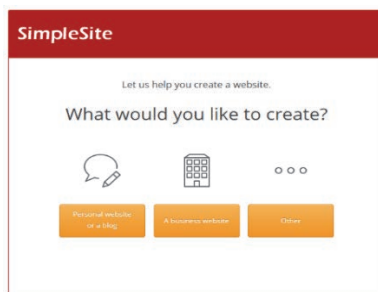 SimpleSite
Let us help you create a website.
What would you like to create?
Personal website
or a blog
A business website
Other